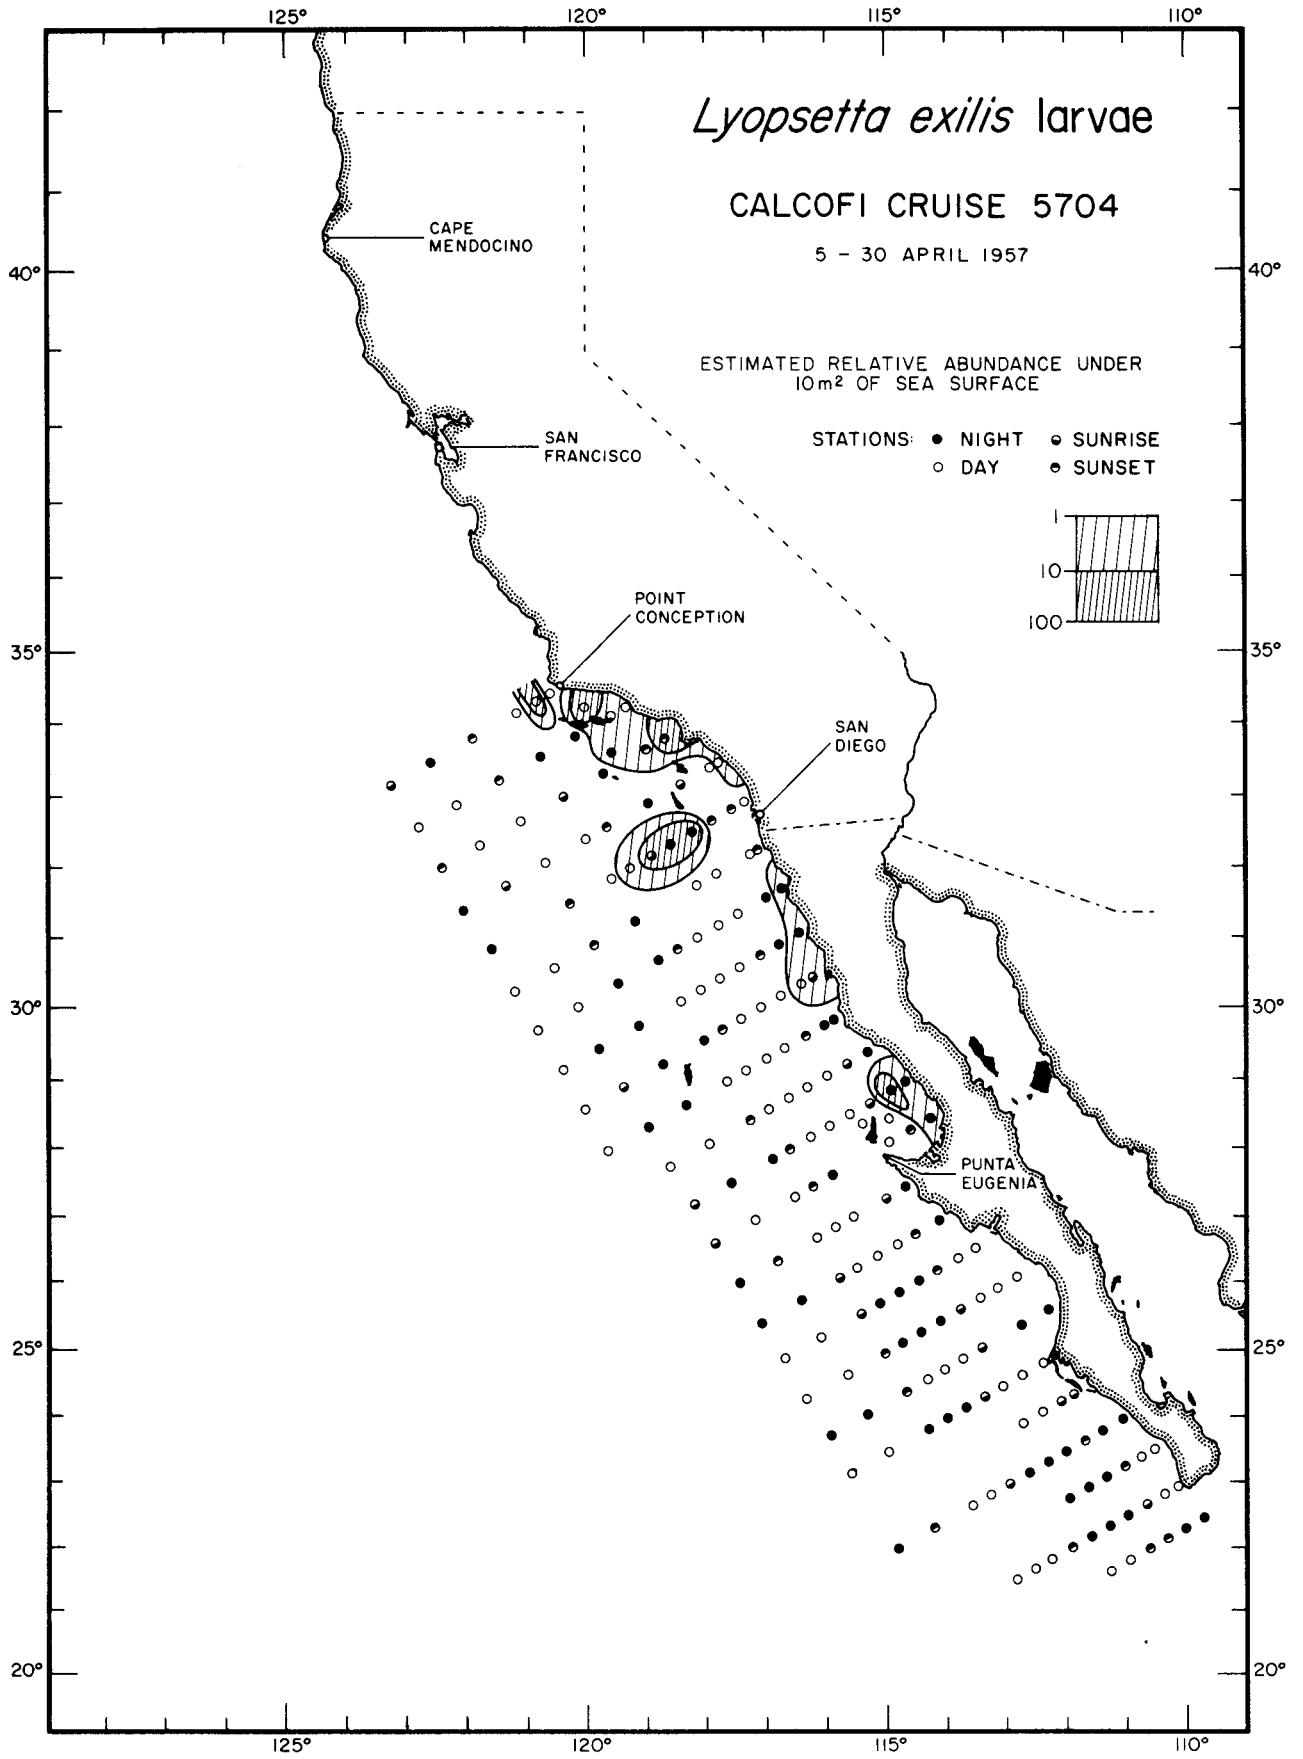 125° 120° 115° 110°
Lyopsetta exilis larvae
CALCOFI CRUISE 5704
5 – 30 APRIL 1957
CAPE
MENDOCINO
40° 40°
ESTIMATED RELATIVE ABUNDANCE UNDER
10m² OF SEA SURFACE
STATIONS: NIGHT SUNRISE
DAY SUNSET
SAN
FRANCISCO
1
10
100
POINT
CONCEPTION
35° 35°
SAN
DIEGO
30° 30°
PUNTA
EUGENIA
25° 25°
20° 20°
125° 120° 115° 110°